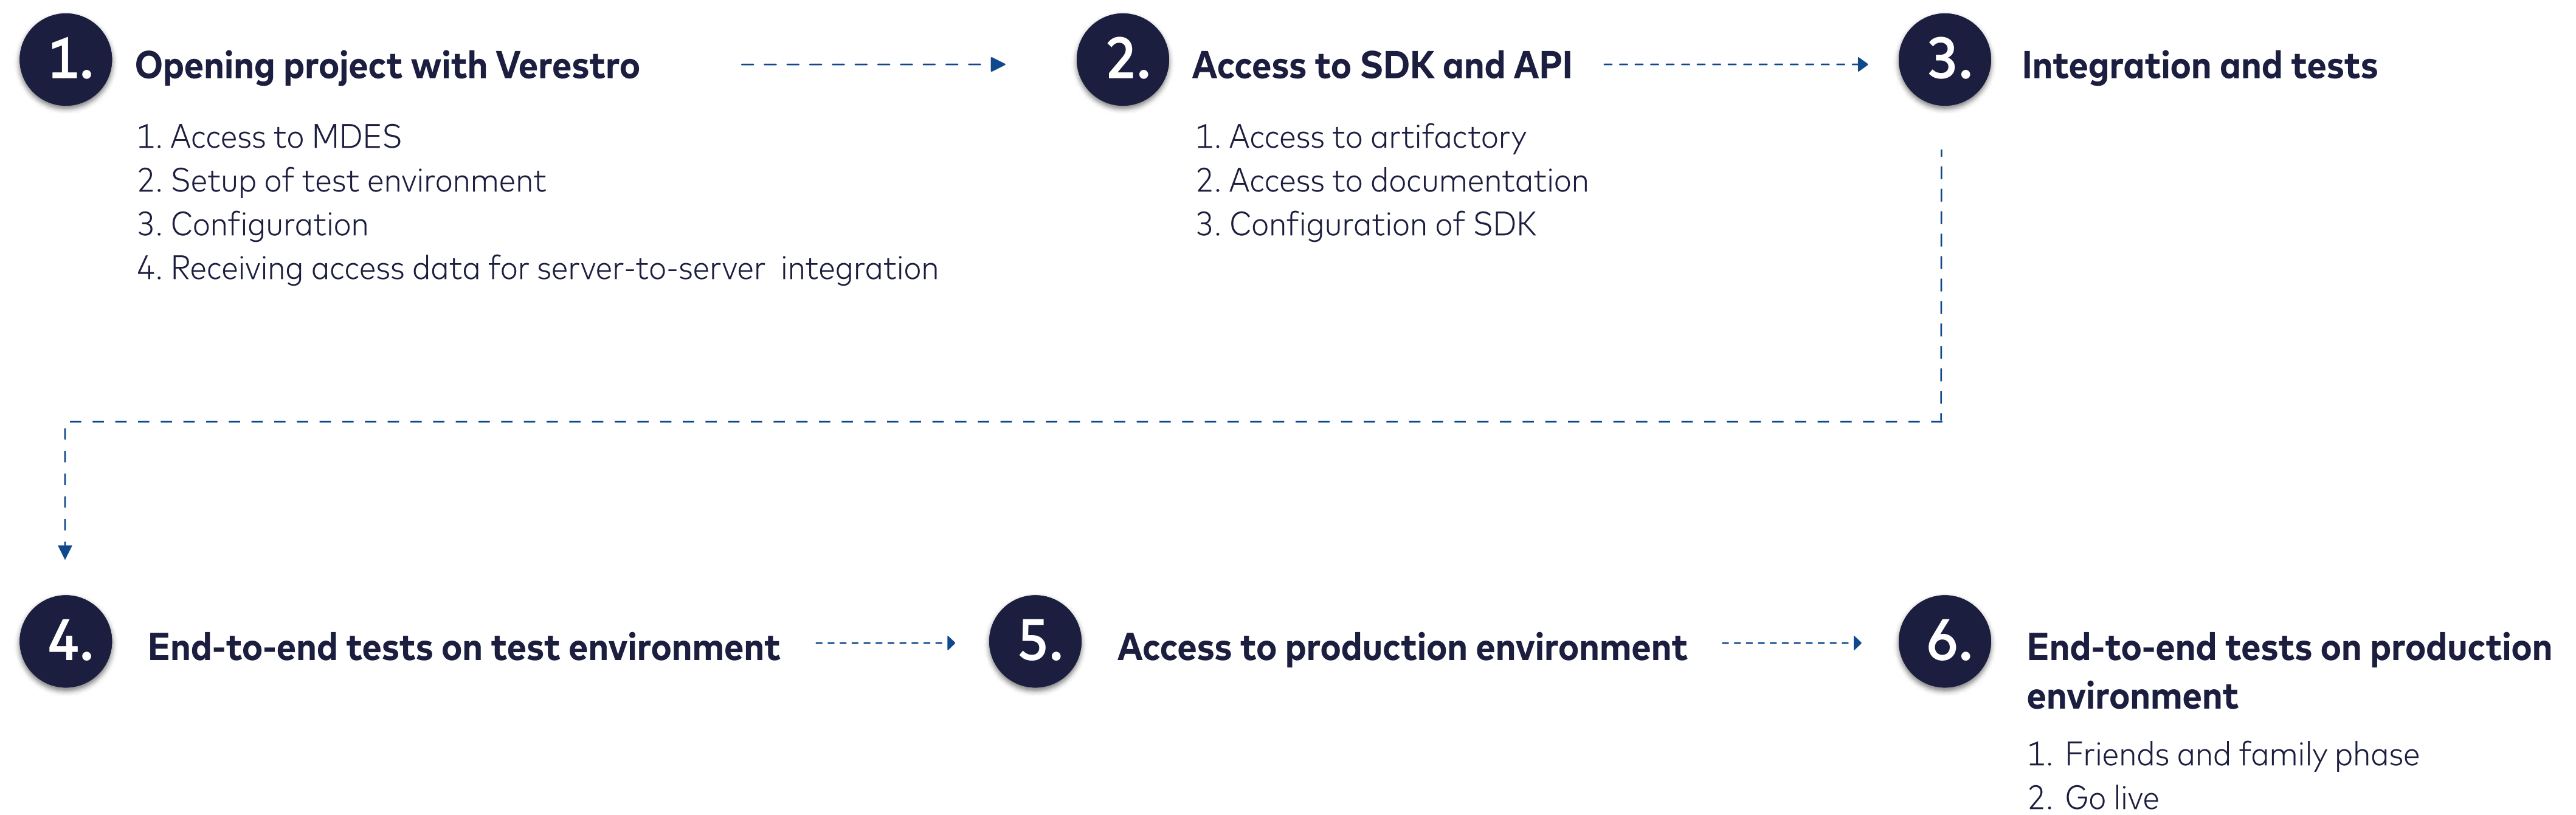 1.
Opening project with Verestro
1. Access to MDES
2. Setup of test environment
3. Configuration
4. Receiving access data for server-to-server integration
2.
Access to SDK and API
1. Access to artifactory
2. Access to documentation
3. Configuration of SDK
3.
Integration and tests
4.
End-to-end tests on test environment
5.
Access to production environment
6.
End-to-end tests on production
environment
1. Friends and family phase
2. Go live